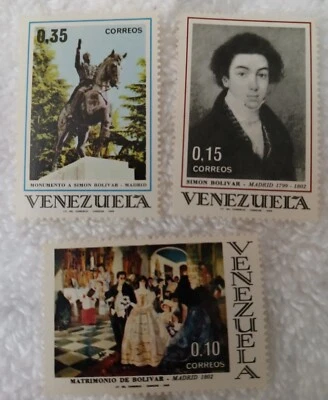 0,35 CORREOS
MONUMENTO A SIMON BOLIVAR - MADRID
VENEZUELA
0,15
CORREOS
SIMON BOLIVAR - MADRID 1799 - 1802
VENEZUELA
0,10
CORREOS
MATRIMONIO DE BOLIVAR - MADRID 1802
VENEZUELA